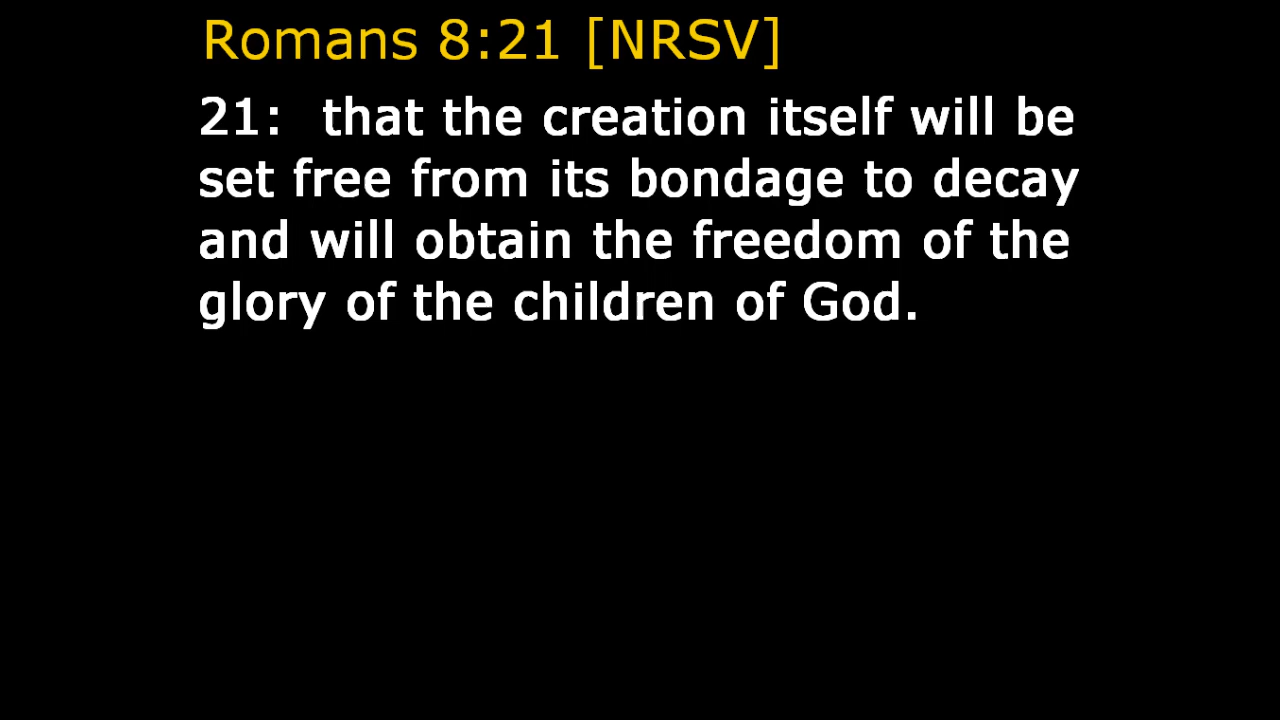 Romans 8:21 [NRSV]
21: that the creation itself will be
set free from its bondage to decay
and will obtain the freedom of the
glory of the children of God.